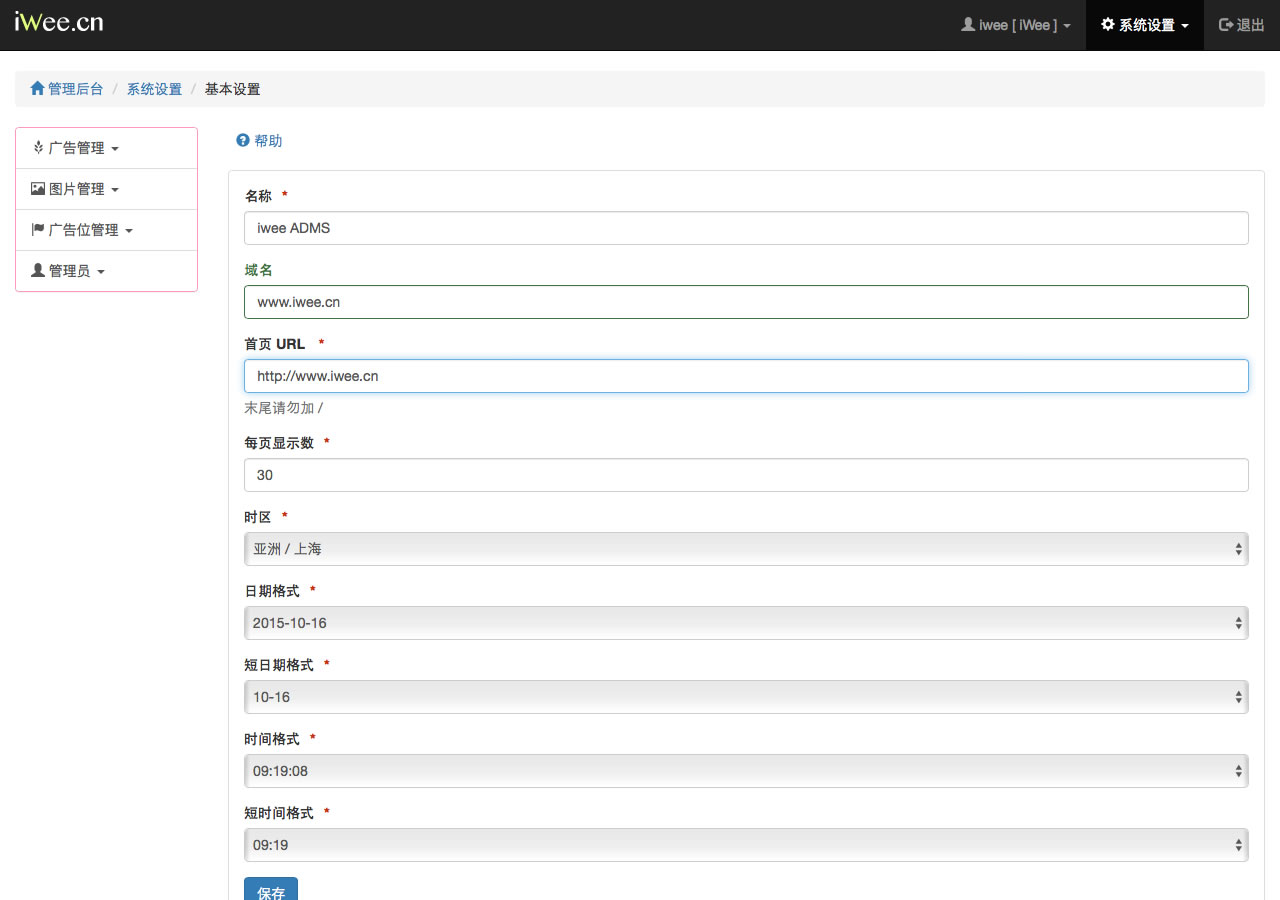 iWee.cn
iwee [ iWee ] 系统设置 退出
管理后台 / 系统设置 / 基本设置
广告管理
图片管理
广告位管理
管理员
帮助
名称 *
iwee ADMS
域名
www.iwee.cn
首页 URL *
http://www.iwee.cn
末尾请勿加 /
每页显示数 *
30
时区 *
亚洲 / 上海
日期格式 *
2015-10-16
短日期格式 *
10-16
时间格式 *
09:19:08
短时间格式 *
09:19
保存